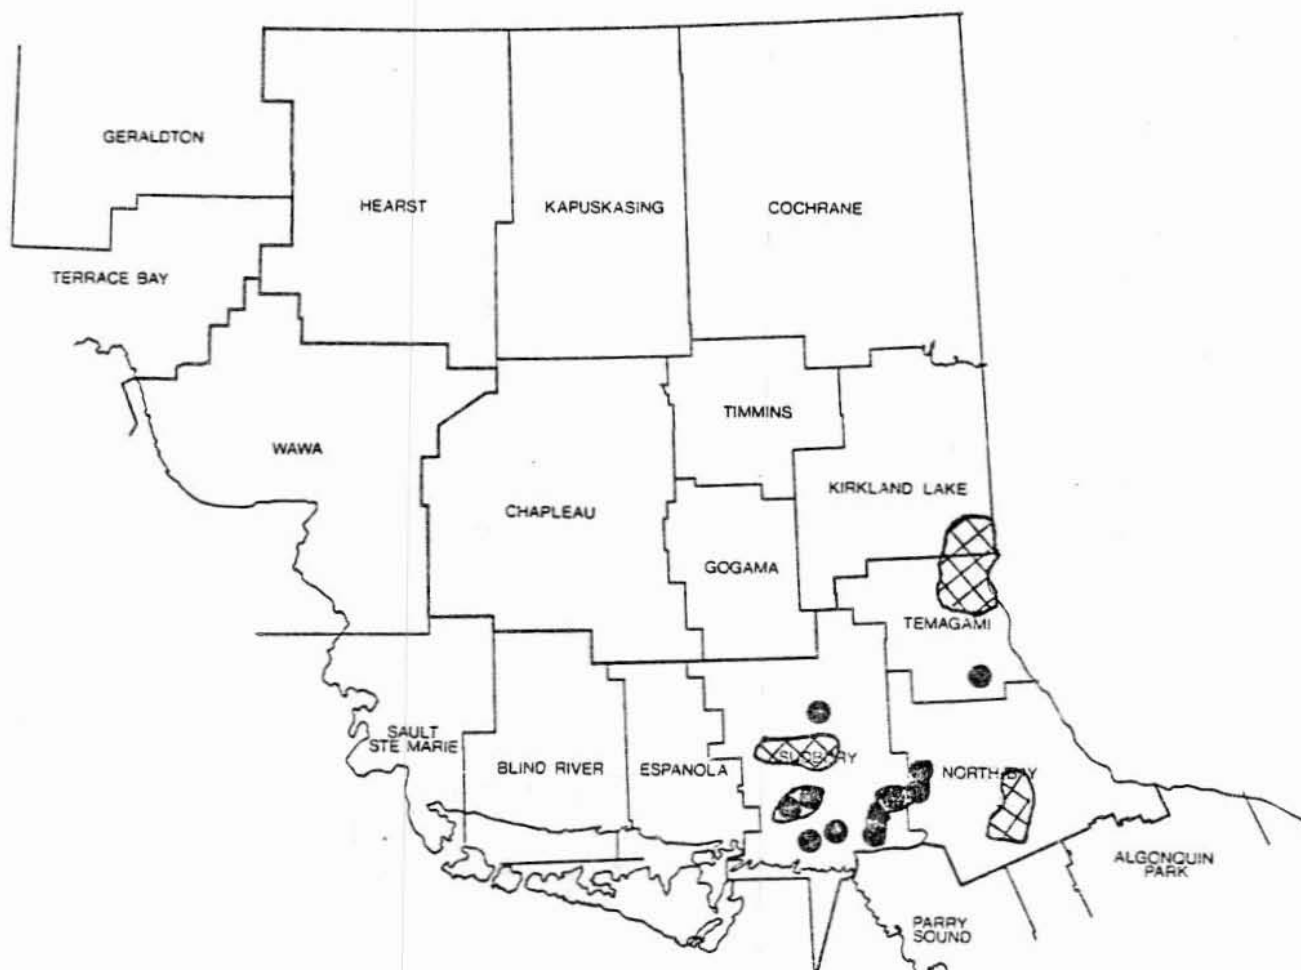 GERALDTON
HEARST
KAPUSKASING
COCHRANE
TERRACE BAY
TIMMINS
WAWA
KIRKLAND LAKE
CHAPLEAU
GOGAMA
TEMAGAMI
SAULT
STE MARIE
BLIND RIVER
ESPANOLA
SUDBURY
NORTH BAY
ALGONQUIN
PARK
PARRY
SOUND